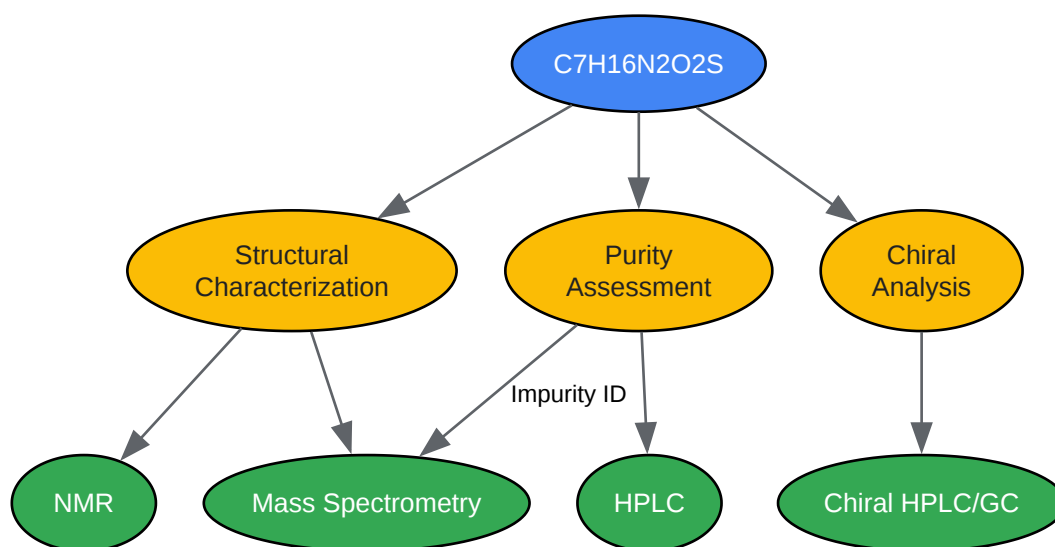 C7H16N2O2S
Structural
Characterization
Purity
Assessment
Chiral
Analysis
Impurity ID
NMR
Mass Spectrometry
HPLC
Chiral HPLC/GC